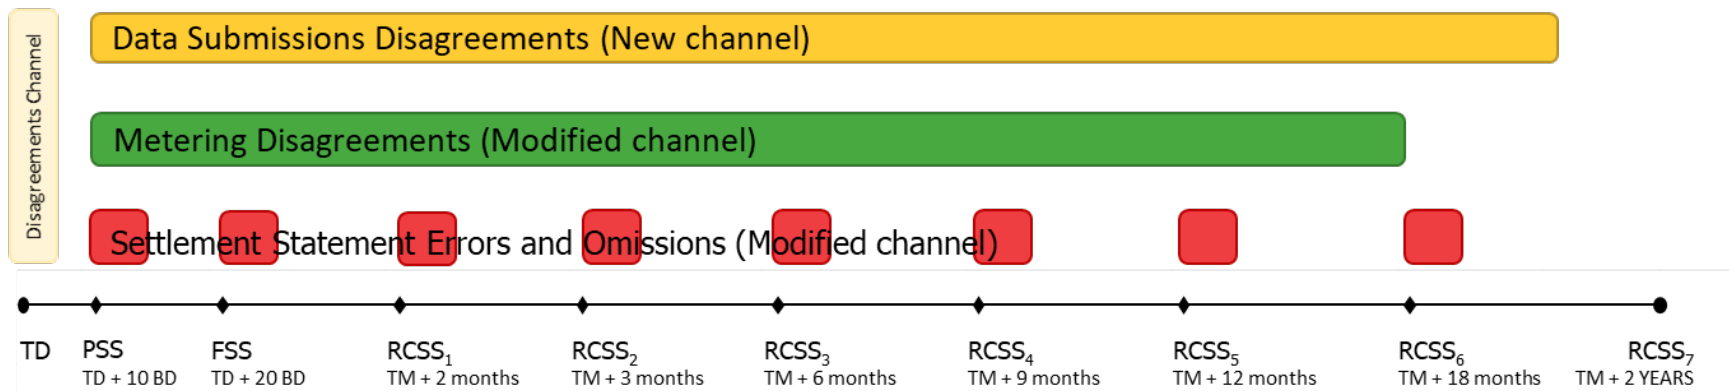 Disagreements Channel
Data Submissions Disagreements (New channel)
Metering Disagreements (Modified channel)
Settlement Statement Errors and Omissions (Modified channel)
TD
PSS
TD + 10 BD
FSS
TD + 20 BD
RCSS₁
TM + 2 months
RCSS₂
TM + 3 months
RCSS₃
TM + 6 months
RCSS₄
TM + 9 months
RCSS₅
TM + 12 months
RCSS₆
TM + 18 months
RCSS₇
TM + 2 YEARS